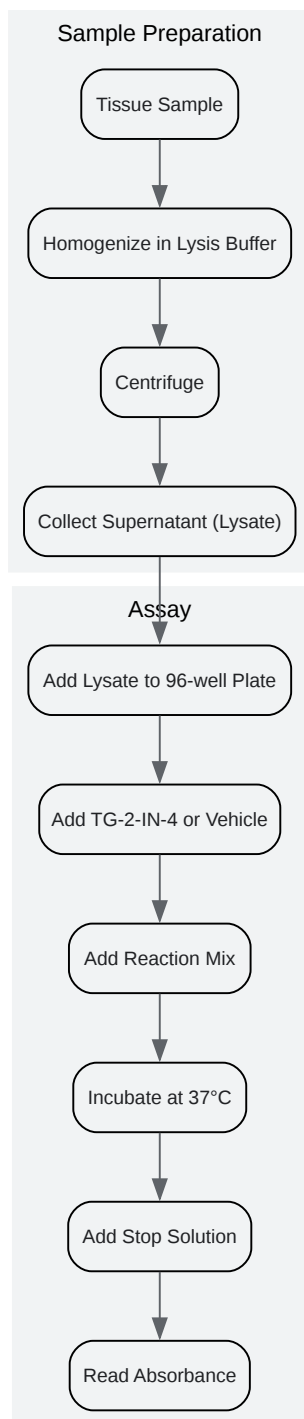 Sample Preparation
Tissue Sample
Homogenize in Lysis Buffer
Centrifuge
Collect Supernatant (Lysate)
Assay
Add Lysate to 96-well Plate
Add TG-2-IN-4 or Vehicle
Add Reaction Mix
Incubate at 37°C
Add Stop Solution
Read Absorbance